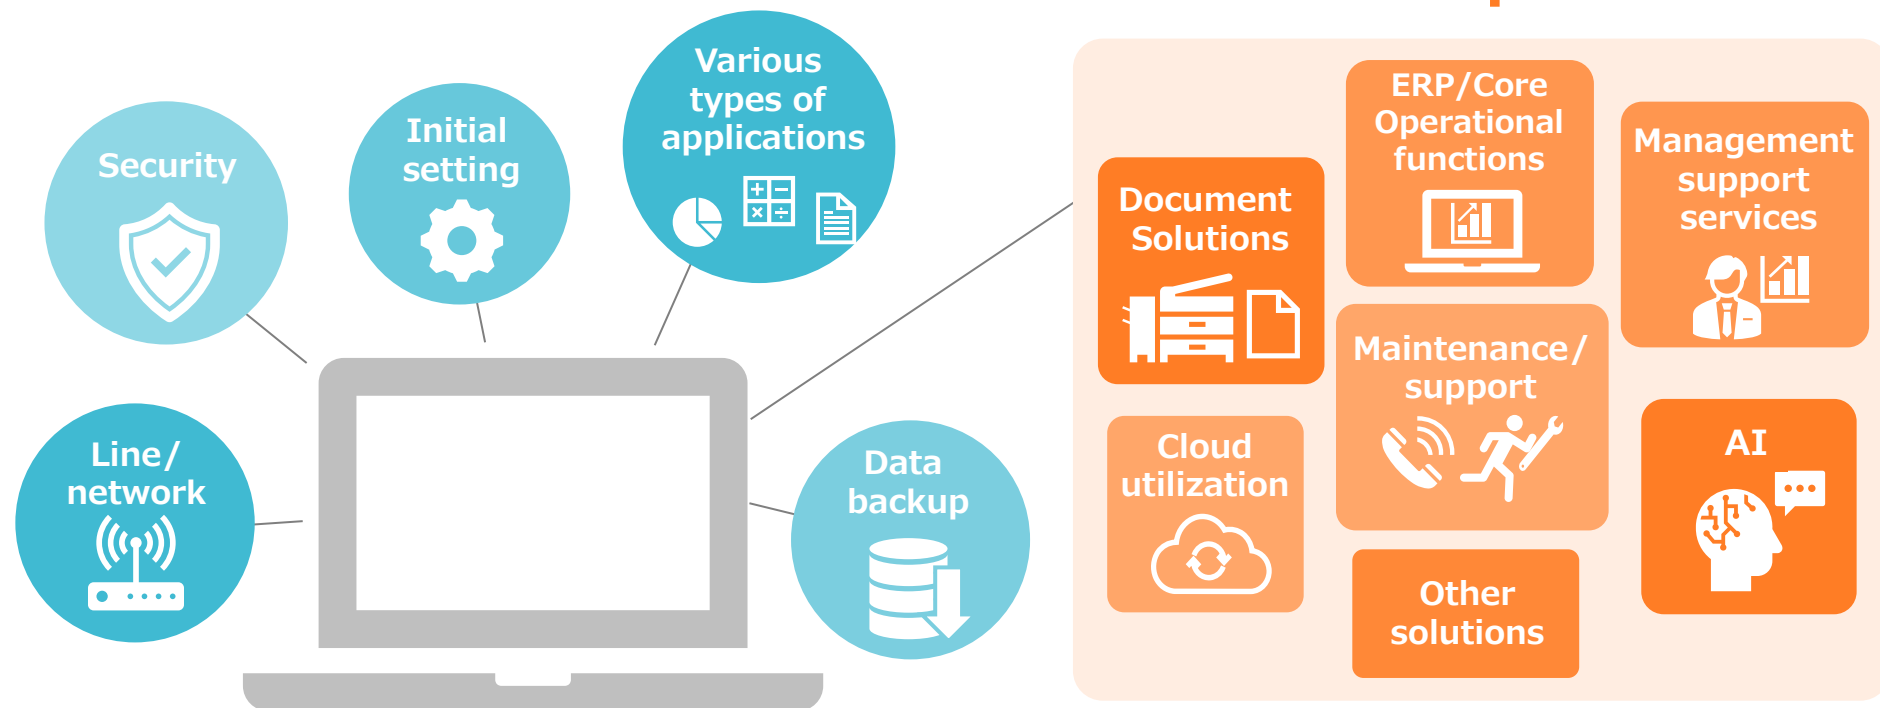 Security
Initial
setting
Various
types of
applications
Line/
network
Data
backup
Document
Solutions
ERP/Core
Operational
functions
Management
support
services
Maintenance/
support
Cloud
utilization
AI
Other
solutions